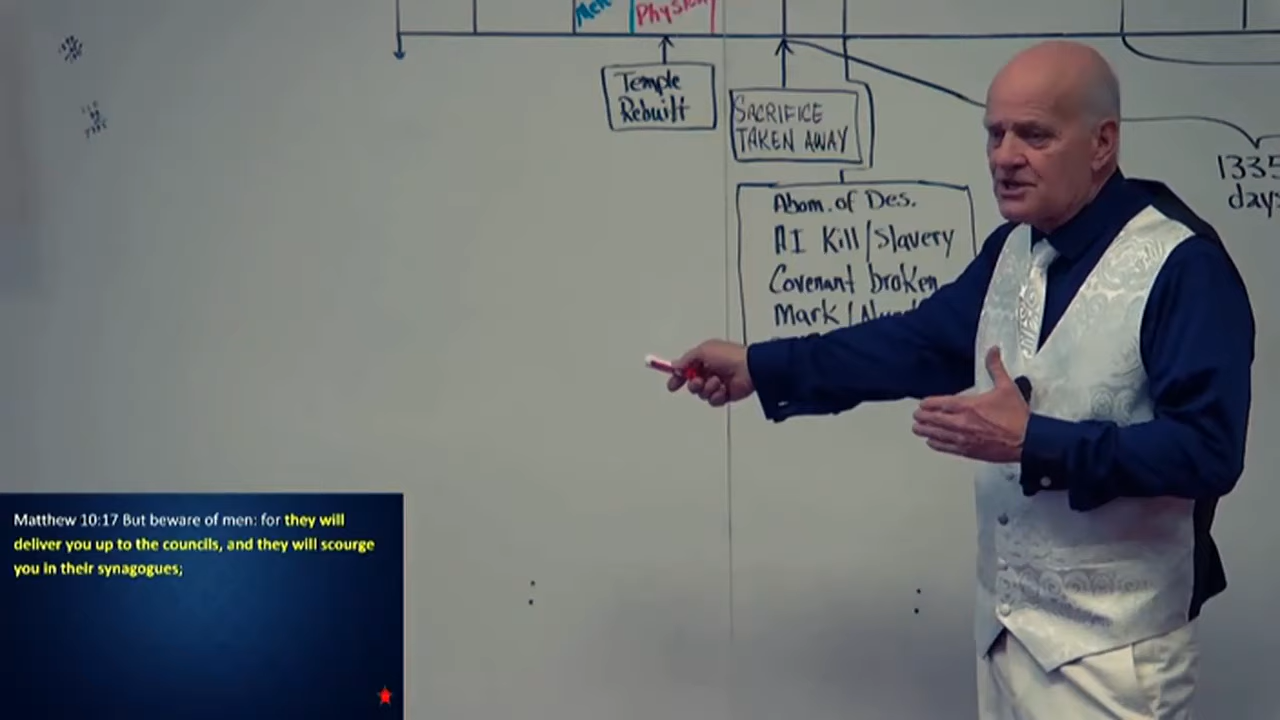 Physical
Temple
Rebuilt
SACRIFICE
TAKEN AWAY
1335
days
Abom. of Des.
AI Kill/Slavery
Covenant broken
Mark/
Matthew 10:17 But beware of men: for they will
deliver you up to the councils, and they will scourge
you in their synagogues;